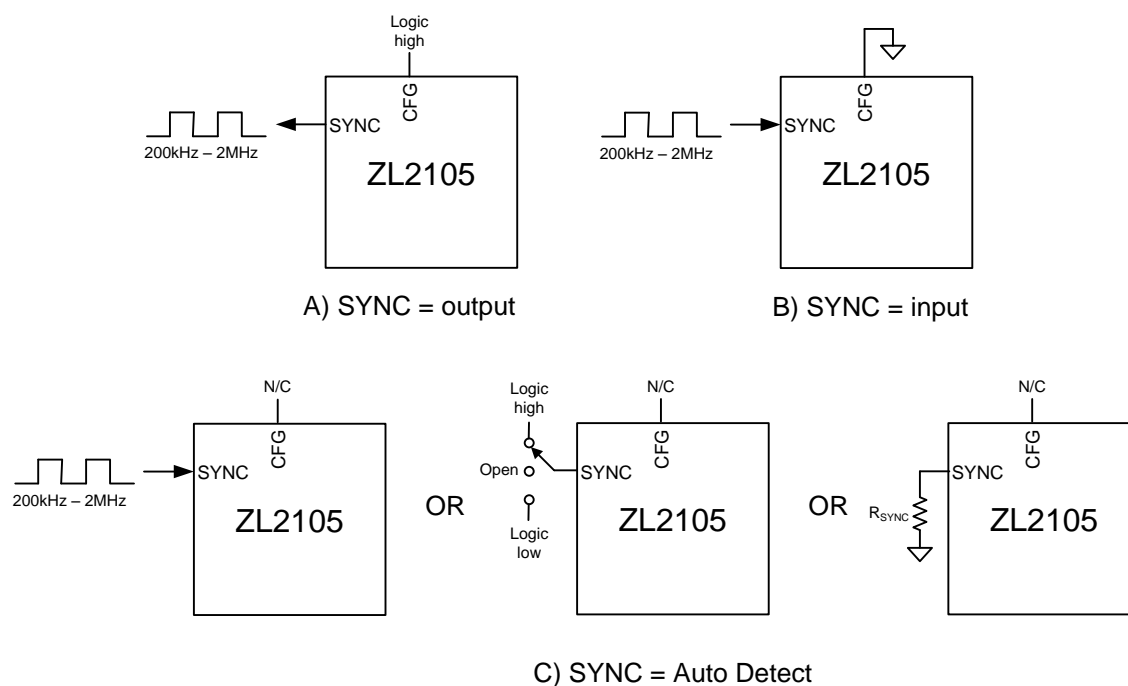 Logic
high
CFG
SYNC
200kHz – 2MHz
ZL2105
A) SYNC = output
CFG
SYNC
200kHz – 2MHz
ZL2105
B) SYNC = input
N/C
CFG
SYNC
200kHz – 2MHz
ZL2105
OR
Logic
high
Open
Logic
low
N/C
CFG
SYNC
ZL2105
OR
N/C
CFG
SYNC
RSYNC
ZL2105
C) SYNC = Auto Detect